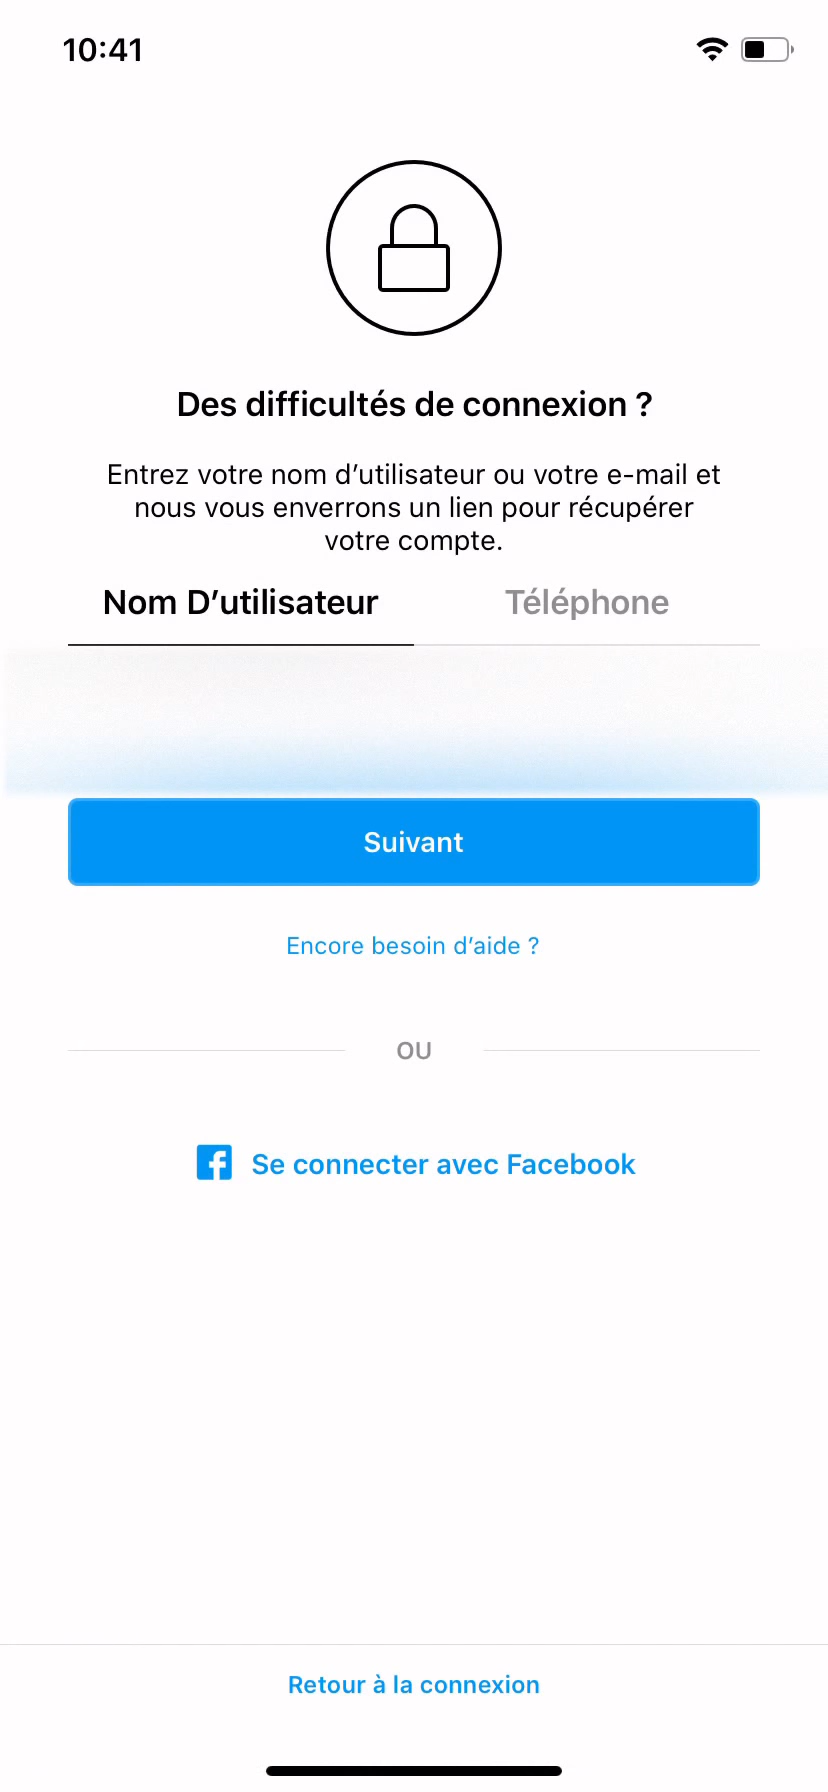 10:41
Des difficultés de connexion ?
Entrez votre nom d’utilisateur ou votre e-mail et
nous vous enverrons un lien pour récupérer
votre compte.
Nom D’utilisateur
Téléphone
Suivant
Encore besoin d’aide ?
OU
Se connecter avec Facebook
Retour à la connexion